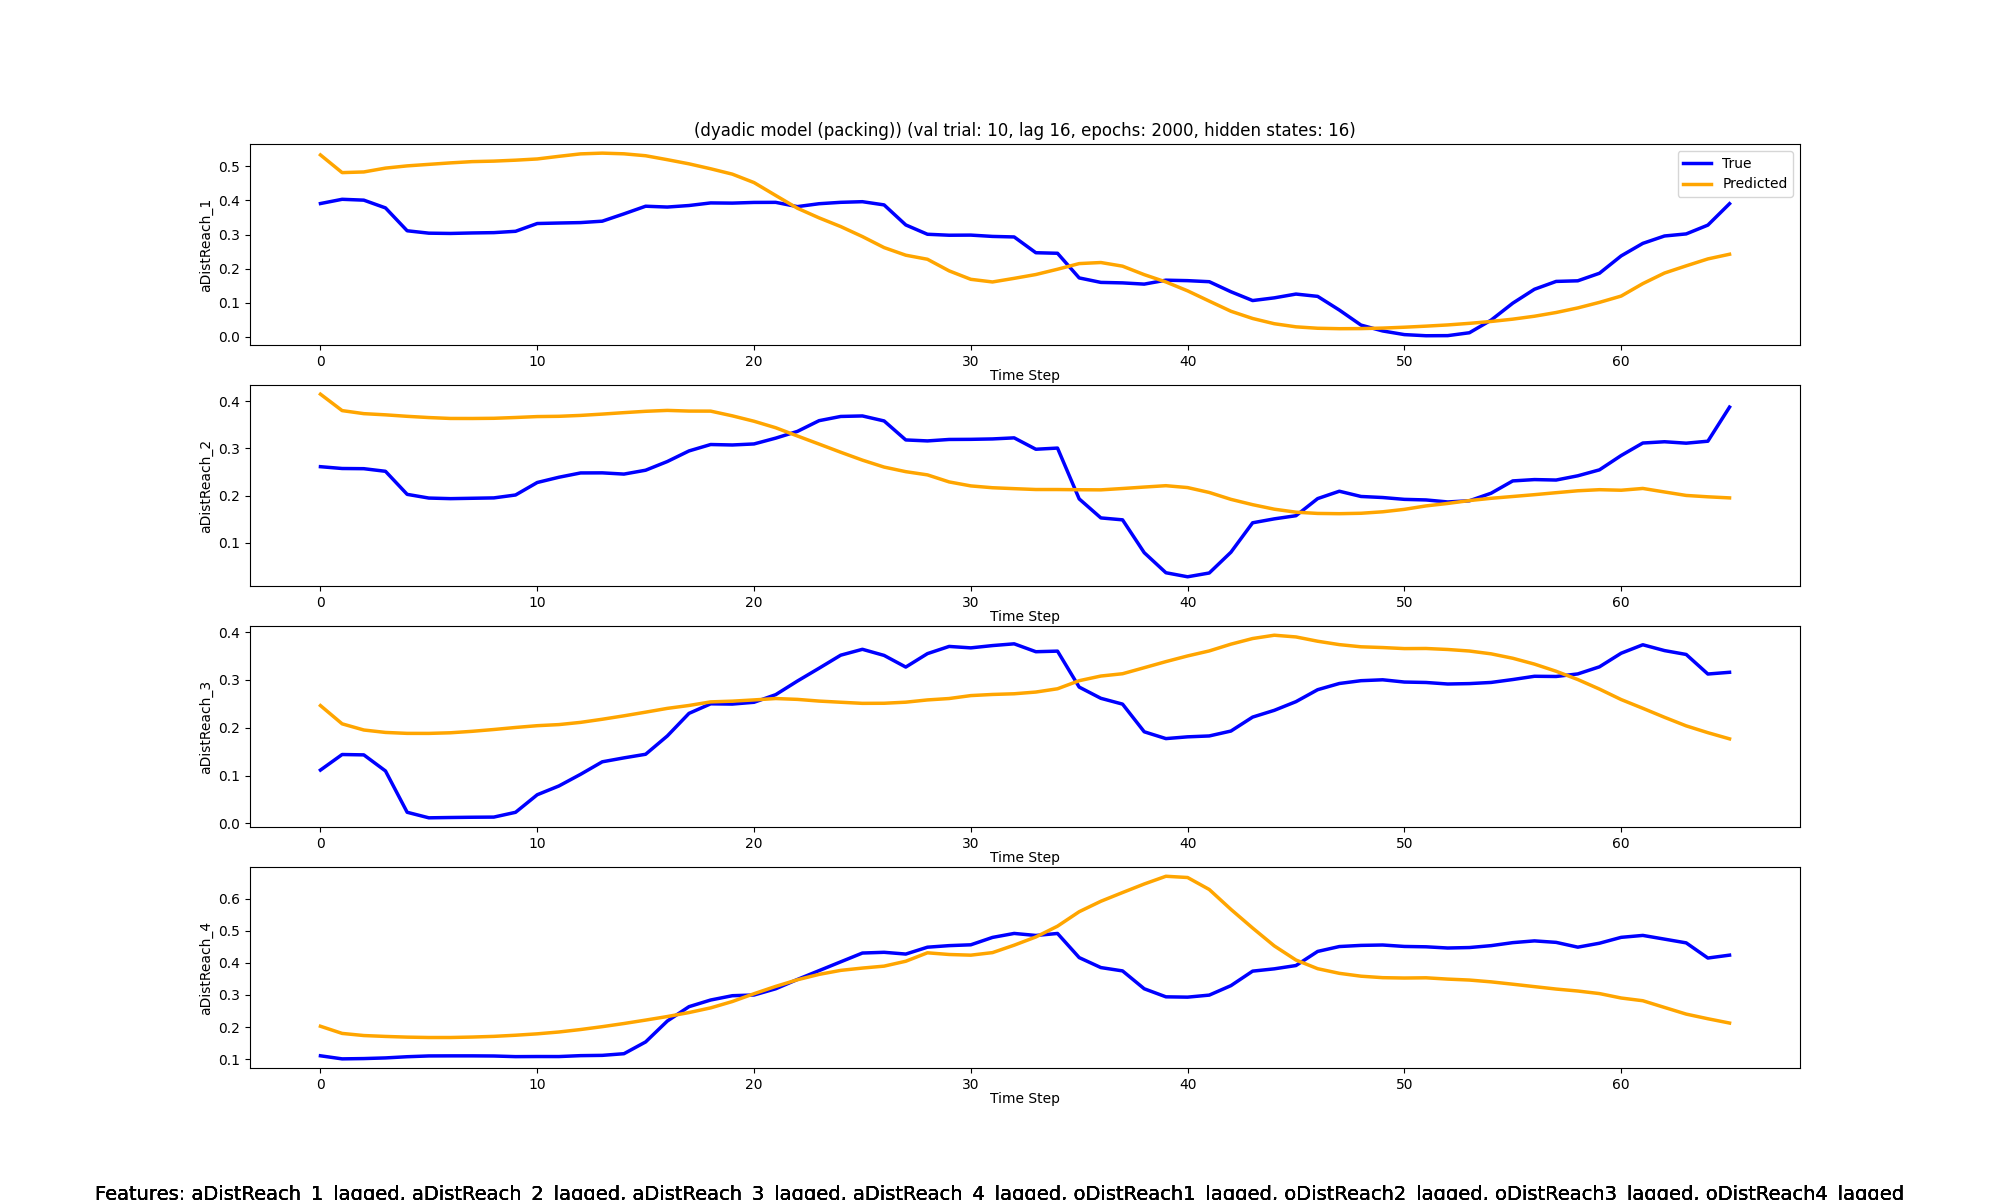 (dyadic model (packing)) (val trial: 10, lag 16, epochs: 2000, hidden states: 16)
True
Predicted
aDistReach_1
0.5
0.4
0.3
0.2
0.1
0.0
0 10 20 30 40 50 60
Time Step
aDistReach_2
0.4
0.3
0.2
0.1
0 10 20 30 40 50 60
Time Step
aDistReach_3
0.4
0.3
0.2
0.1
0.0
0 10 20 30 40 50 60
Time Step
aDistReach_4
0.6
0.5
0.4
0.3
0.2
0.1
0 10 20 30 40 50 60
Time Step
Features: aDistReach_1_lagged, aDistReach_2_lagged, aDistReach_3_lagged, aDistReach_4_lagged, oDistReach1_lagged, oDistReach2_lagged, oDistReach3_lagged, oDistReach4_lagged